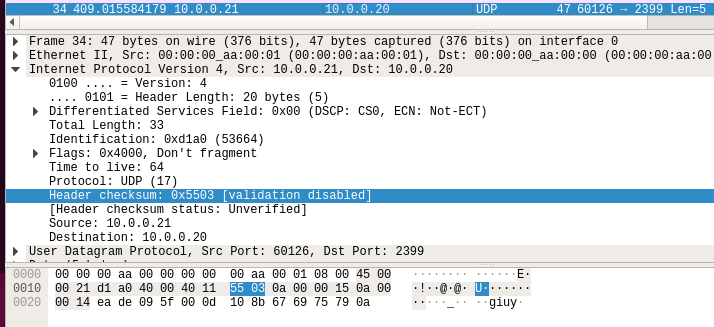 34 409.015584179 10.0.0.21 10.0.0.20 UDP 47 60126 → 2399 Len=5
Frame 34: 47 bytes on wire (376 bits), 47 bytes captured (376 bits) on interface 0
Ethernet II, Src: 00:00:00_aa:00:01 (00:00:00:aa:00:01), Dst: 00:00:00_aa:00:00 (00:00:00:aa:00
Internet Protocol Version 4, Src: 10.0.0.21, Dst: 10.0.0.20
0100 .... = Version: 4
.... 0101 = Header Length: 20 bytes (5)
Differentiated Services Field: 0x00 (DSCP: CS0, ECN: Not-ECT)
Total Length: 33
Identification: 0xd1a0 (53664)
Flags: 0x4000, Don't fragment
Time to live: 64
Protocol: UDP (17)
Header checksum: 0x5503 [validation disabled]
[Header checksum status: Unverified]
Source: 10.0.0.21
Destination: 10.0.0.20
User Datagram Protocol, Src Port: 60126, Dst Port: 2399
0000 00 00 00 aa 00 00 00 00 00 aa 00 01 08 00 45 00 ········ ······E·
0010 00 21 d1 a0 40 00 40 11 55 03 0a 00 00 15 0a 00 ·!··@·@· U·······
0020 00 14 ea de 09 5f 00 0d 10 8b 67 69 75 79 0a ·····_·· ··giuy·